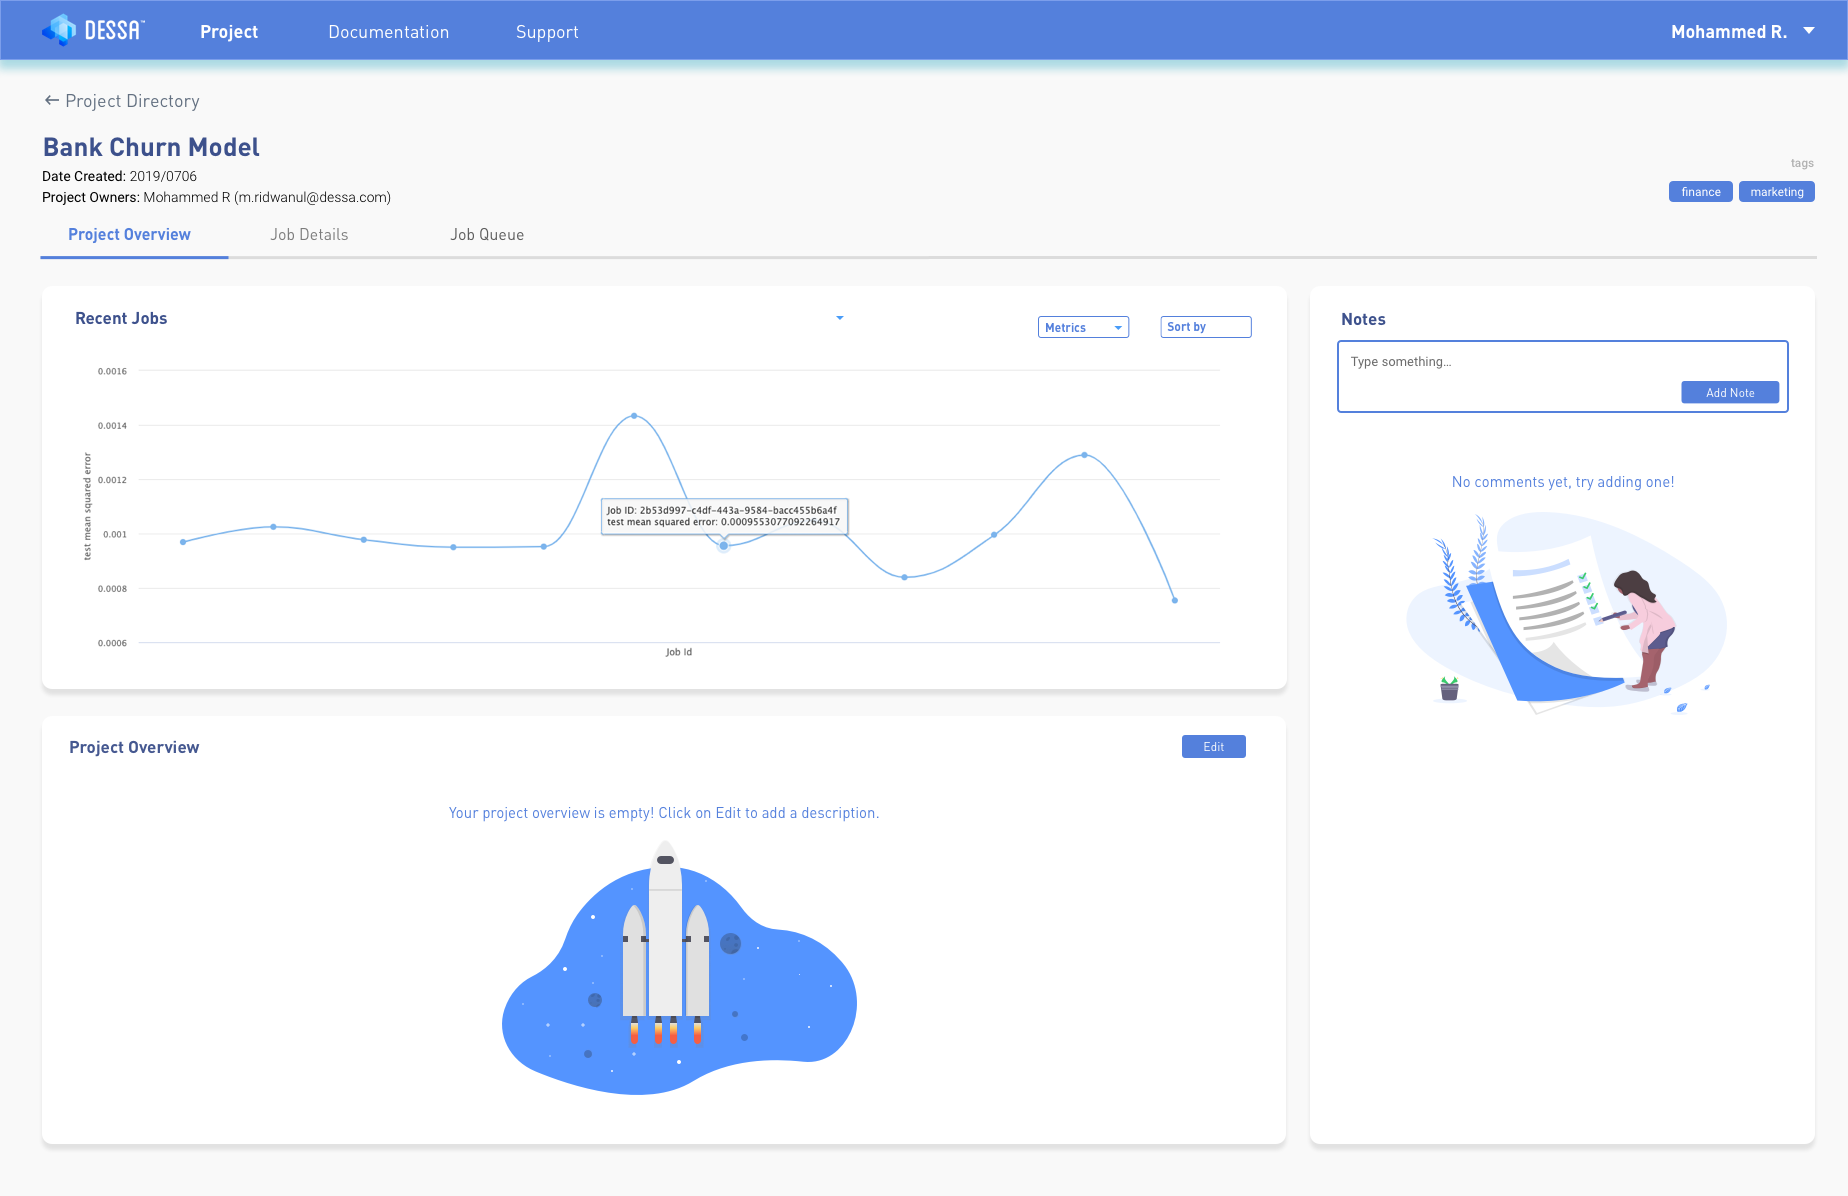 DESSA™
Project
Documentation
Support
Mohammed R.
← Project Directory
Bank Churn Model
Date Created: 2019/0706
Project Owners: Mohammed R (m.ridwanul@dessa.com)
tags
finance
marketing
Project Overview
Job Details
Job Queue
Recent Jobs
Metrics
Sort by
0.0016
0.0014
0.0012
0.001
0.0008
0.0006
test mean squared error
Job ID: 2b53d997-c4df-443a-9584-bacc455b6a4f
test mean squared error: 0.0009553077092264917
Job Id
Notes
Type something...
Add Note
No comments yet, try adding one!
Project Overview
Edit
Your project overview is empty! Click on Edit to add a description.